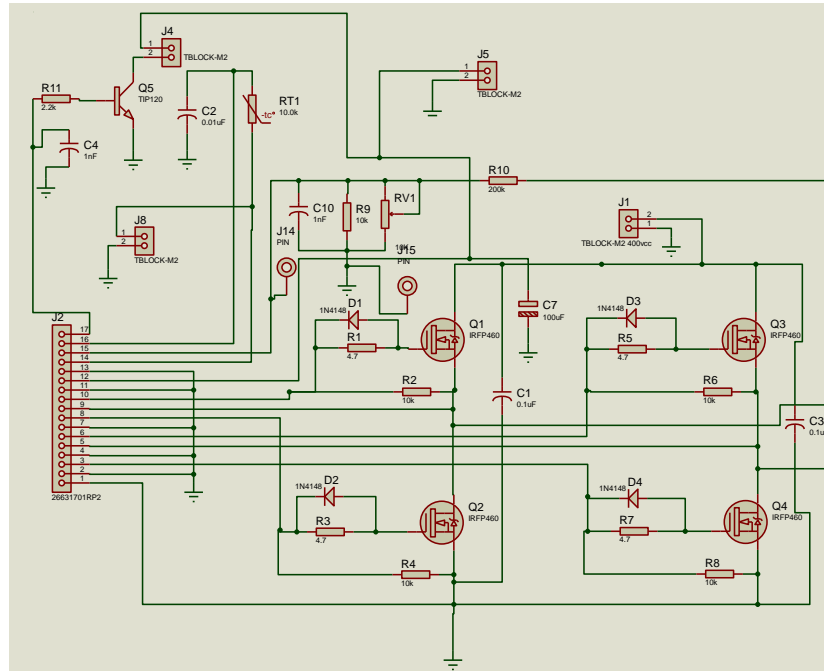 J4
1
2
TBLOCK-M2
J5
1
2
TBLOCK-M2
R11
2.2k
Q5
TIP120
C2
0.01uF
RT1
10.0k
-tc°
C4
1nF
R10
200k
J8
1
2
TBLOCK-M2
C10
1nF
R9
10k
RV1
10K
J14
PIN
J15
PIN
J1
2
1
TBLOCK-M2 400vcc
J2
17
16
15
14
13
12
11
10
9
8
7
6
5
4
3
2
1
26631701RP2
D1
1N4148
R1
4.7
Q1
IRFP460
C7
100uF
D3
1N4148
R5
4.7
Q3
IRFP460
R2
10k
C1
0.1uF
R6
10k
C3
0.1u
D2
1N4148
R3
4.7
Q2
IRFP460
D4
1N4148
R7
4.7
Q4
IRFP460
R4
10k
R8
10k